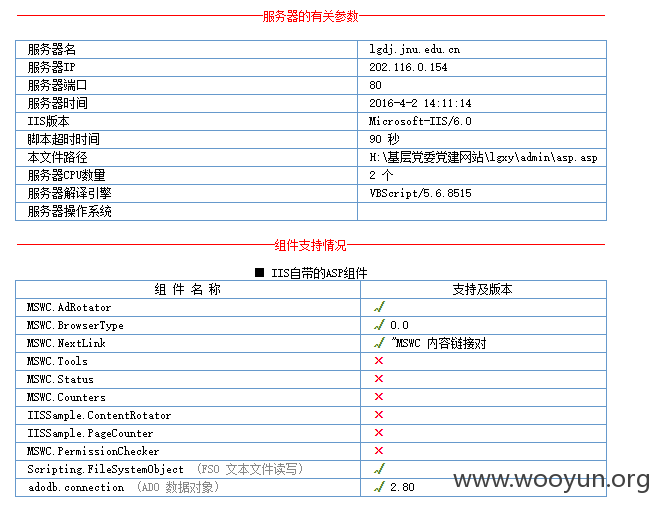 服务器的有关参数
服务器名 lgdj.jnu.edu.cn
服务器IP 202.116.0.154
服务器端口 80
服务器时间 2016-4-2 14:11:14
IIS版本 Microsoft-IIS/6.0
脚本超时时间 90 秒
本文件路径 H:\基层党委党建网站\lgxy\admin\asp.asp
服务器CPU数量 2 个
服务器解译引擎 VBScript/5.6.8515
服务器操作系统
组件支持情况
■ IIS自带的ASP组件
组 件 名 称 支持及版本
MSWC.AdRotator √
MSWC.BrowserType √ 0.0
MSWC.NextLink √ "MSWC 内容链接对
MSWC.Tools ×
MSWC.Status ×
MSWC.Counters ×
IISSample.ContentRotator ×
IISSample.PageCounter ×
MSWC.PermissionChecker ×
Scripting.FileSystemObject (FSO 文本文件读写) √
adodb.connection (ADO 数据对象) √ 2.80
www.wooyun.org